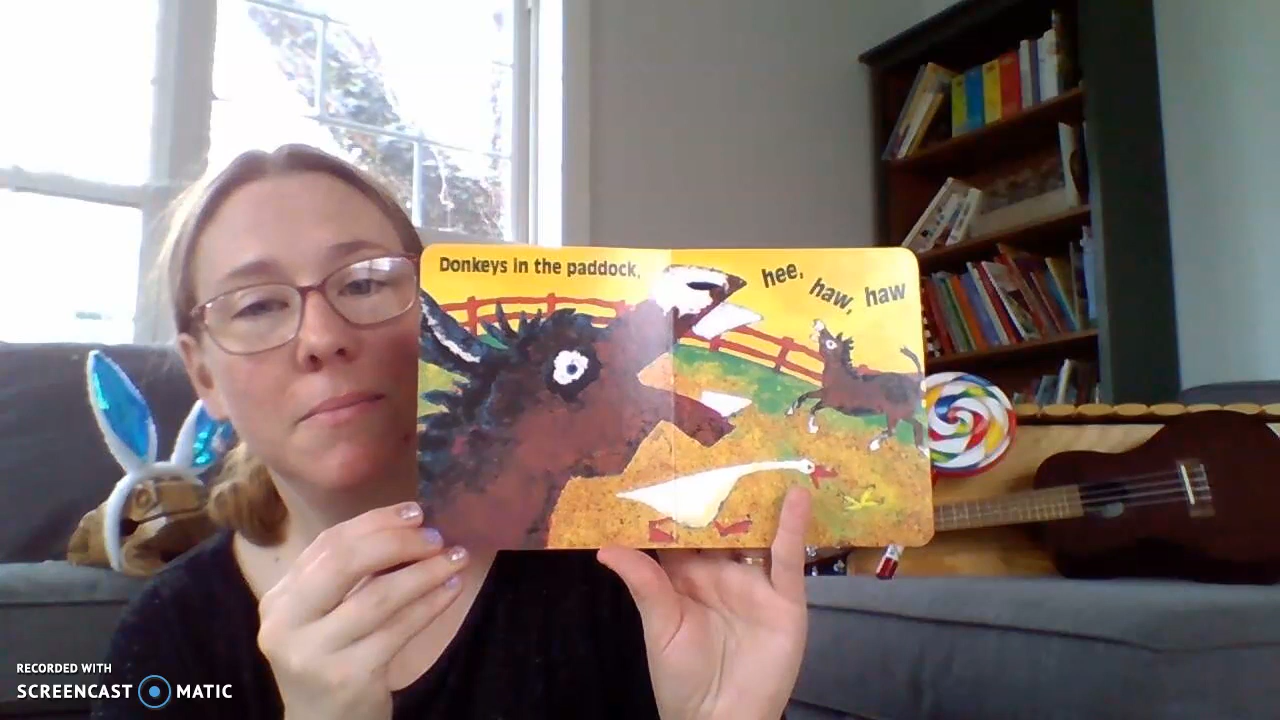 Donkeys in the paddock,
hee, haw, haw
RECORDED WITH
SCREENCAST MATIC